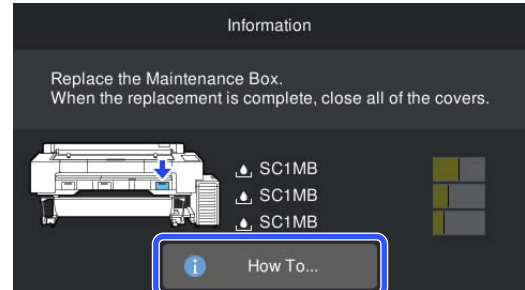 Information
Replace the Maintenance Box.
When the replacement is complete, close all of the covers.
SC1MB
SC1MB
SC1MB
i How To...